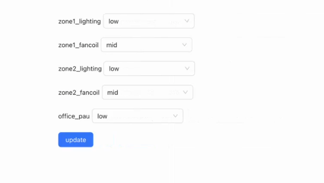 zone1_lighting low
zone1_fancoil mid
zone2_lighting low
zone2_fancoil mid
office_pau low
update